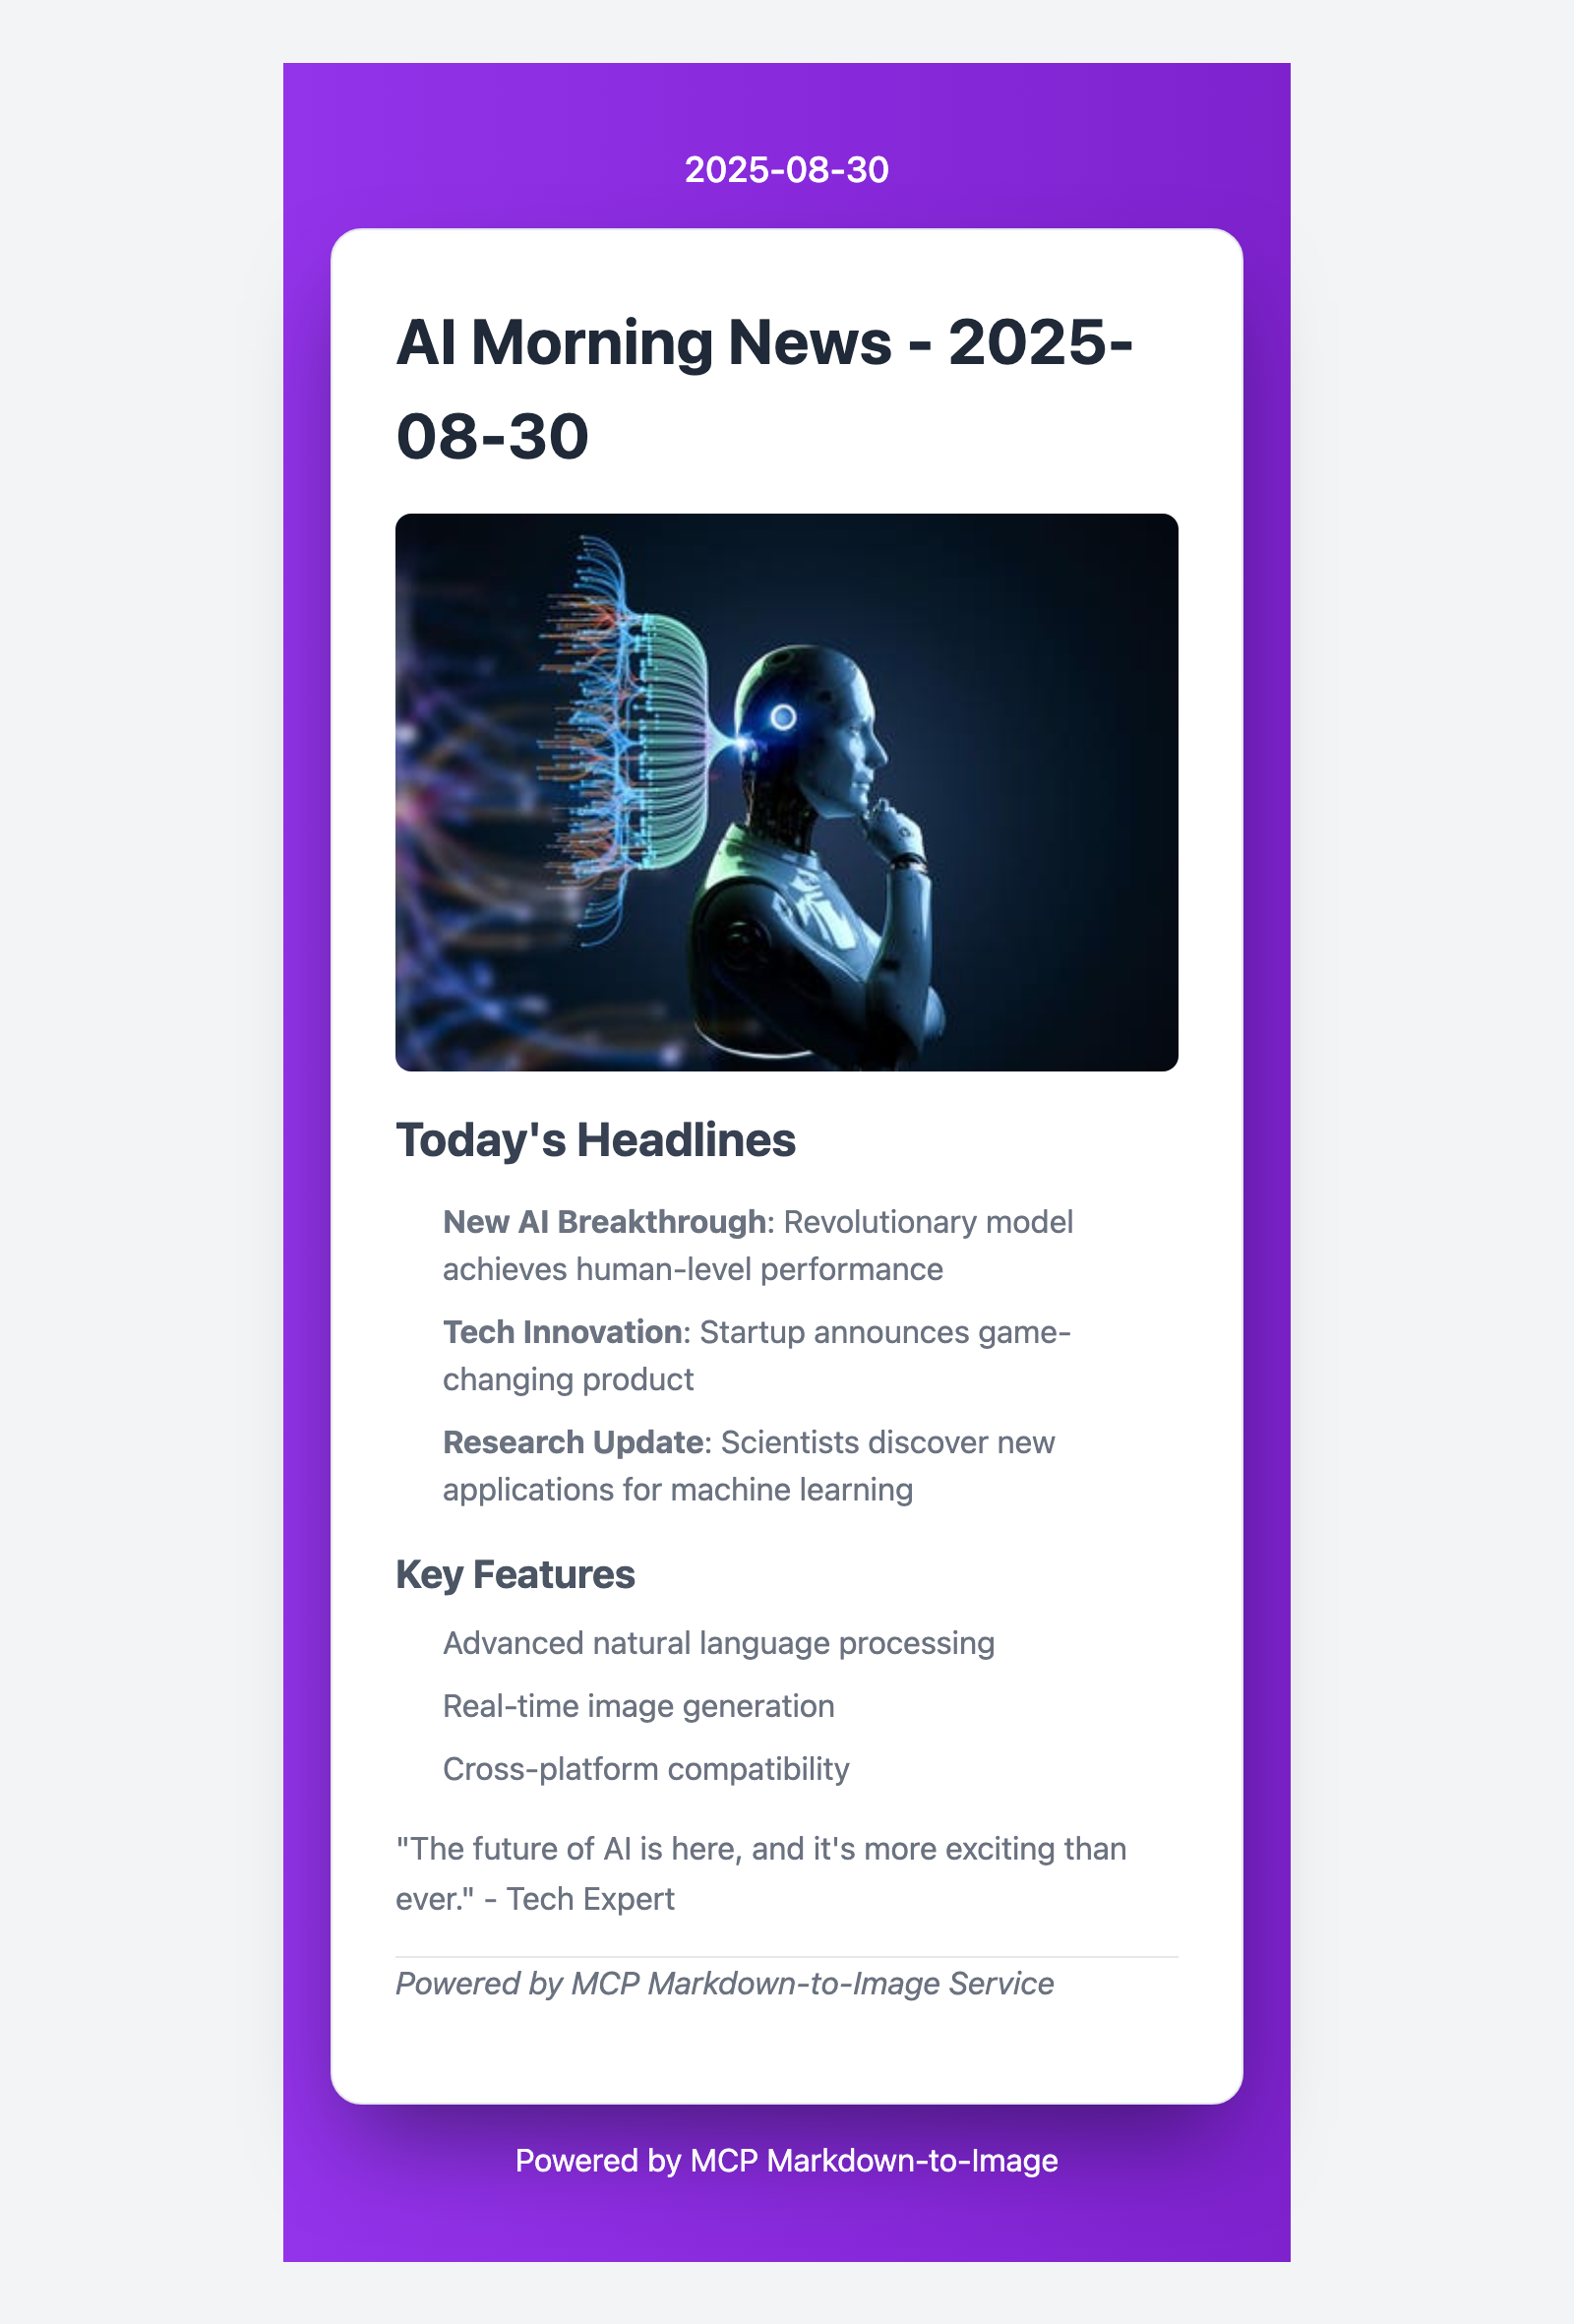 2025-08-30
AI Morning News - 2025-
08-30
Today's Headlines
New AI Breakthrough: Revolutionary model
achieves human-level performance
Tech Innovation: Startup announces game-
changing product
Research Update: Scientists discover new
applications for machine learning
Key Features
Advanced natural language processing
Real-time image generation
Cross-platform compatibility
"The future of AI is here, and it's more exciting than
ever." - Tech Expert
Powered by MCP Markdown-to-Image Service
Powered by MCP Markdown-to-Image